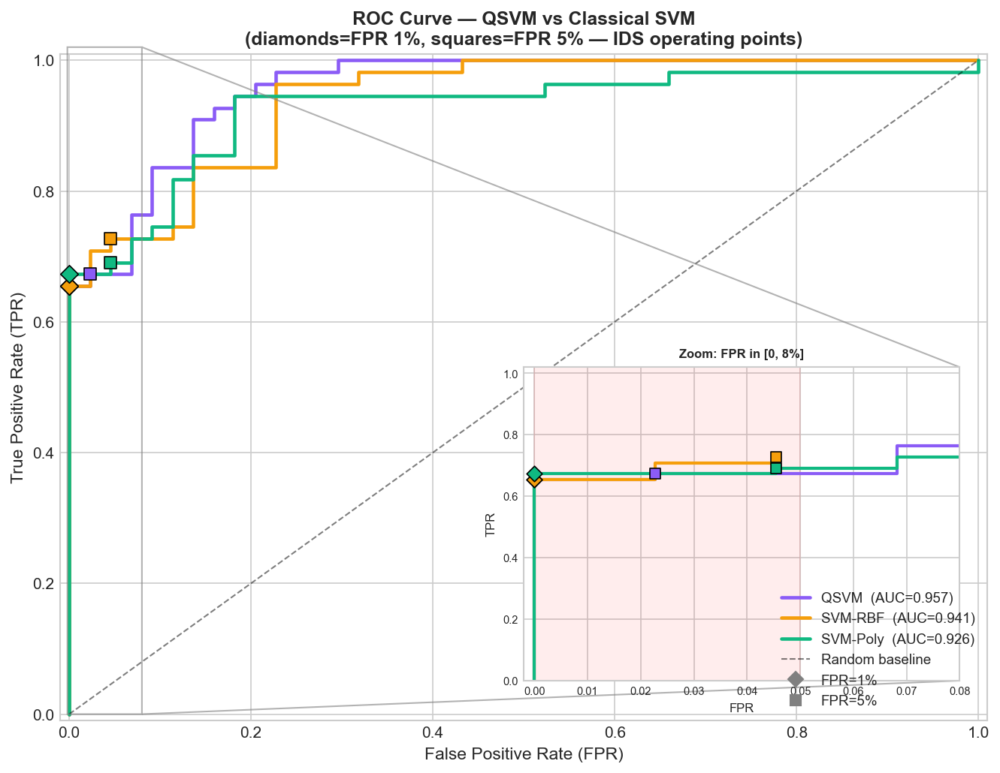 ROC Curve — QSVM vs Classical SVM
(diamonds=FPR 1%, squares=FPR 5% — IDS operating points)
True Positive Rate (TPR)
1.0
0.8
0.6
0.4
0.2
0.0
0.0 0.2 0.4 0.6 0.8 1.0
False Positive Rate (FPR)
Zoom: FPR in [0, 8%]
TPR
1.0
0.8
0.6
0.4
0.2
0.0
0.00 0.01 0.02 0.03 0.04 0.05 0.06 0.07 0.08
FPR
QSVM (AUC=0.957)
SVM-RBF (AUC=0.941)
SVM-Poly (AUC=0.926)
Random baseline
FPR=1%
FPR=5%